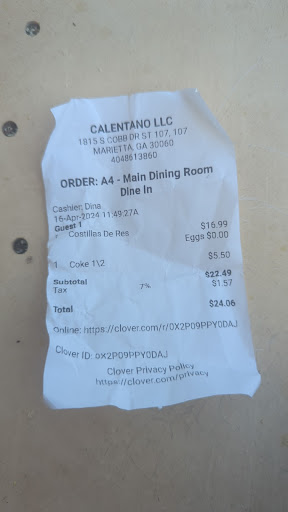 CALENTANO LLC
1815 S COBB DR ST 107, 107
MARIETTA, GA 30060
4048613860
ORDER: A4 - Main Dining Room
Dine In
Cashier: Dina
16-Apr-2024 11:49:27A
Guest 1
1 Costillas De Res $16.99
Eggs $0.00
1 Coke 1\2 $5.50
Subtotal $22.49
Tax 7% $1.57
Total $24.06
Online: https://clover.com/r/0X2P09PPY0DAJ
Clover ID: 0X2P09PPY0DAJ
Clover Privacy Policy
https://clover.com/privacy